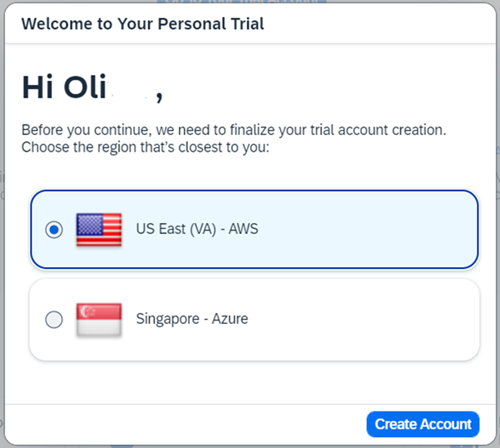 Welcome to Your Personal Trial
Hi Oli ,
Before you continue, we need to finalize your trial account creation.
Choose the region that's closest to you:
US East (VA) - AWS
Singapore - Azure
Create Account